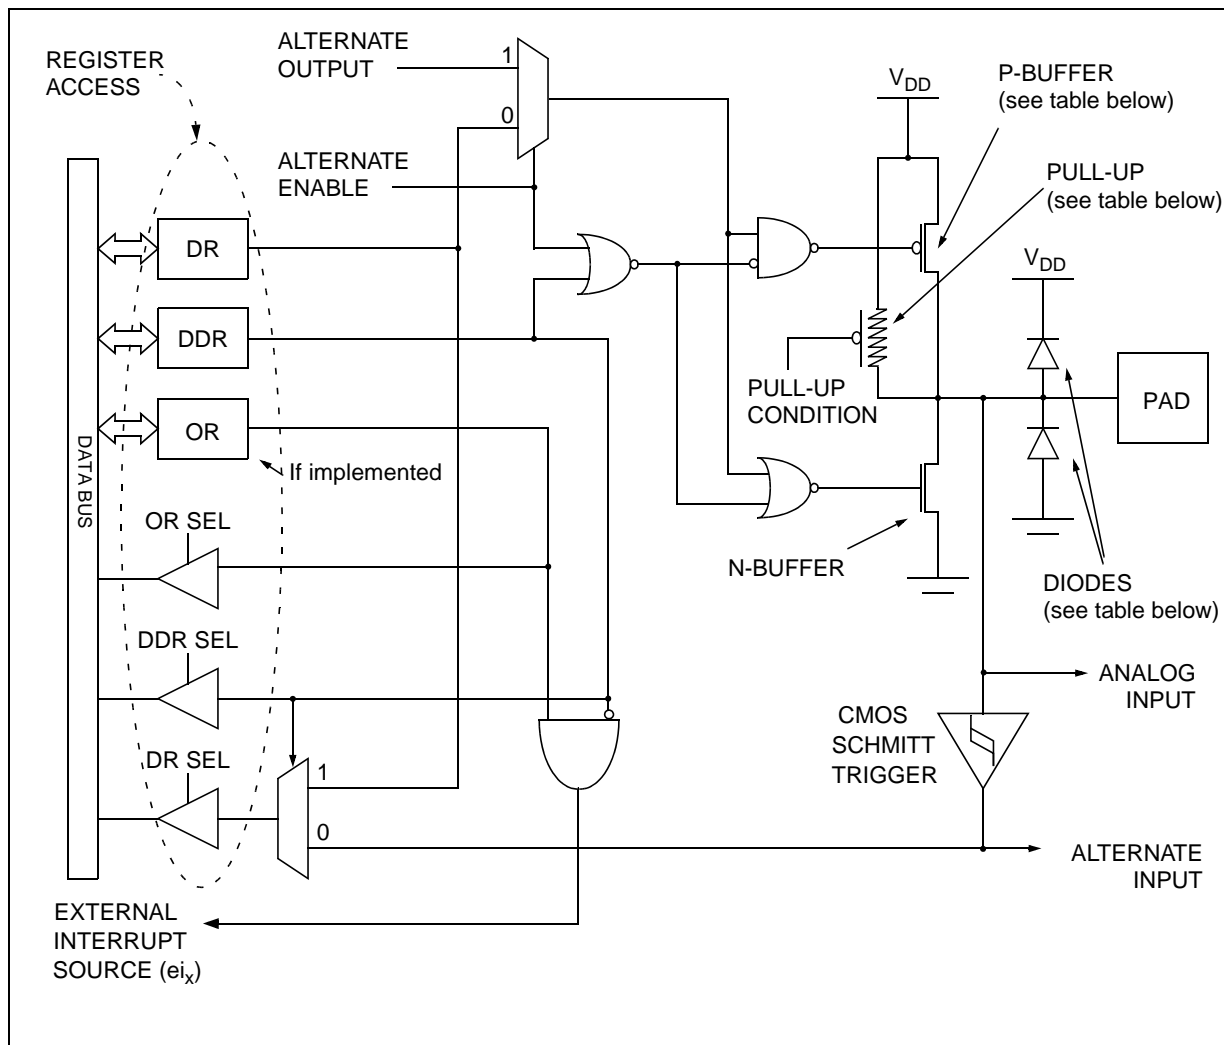 REGISTER
ACCESS
ALTERNATE
OUTPUT
1
0
ALTERNATE
ENABLE
VDD
P-BUFFER
(see table below)
PULL-UP
(see table below)
DR
DDR
OR
If implemented
DATA BUS
PULL-UP
CONDITION
VDD
PAD
OR SEL
N-BUFFER
DIODES
(see table below)
DDR SEL
ANALOG
INPUT
CMOS
SCHMITT
TRIGGER
DR SEL
1
0
ALTERNATE
INPUT
EXTERNAL
INTERRUPT
SOURCE (eix)